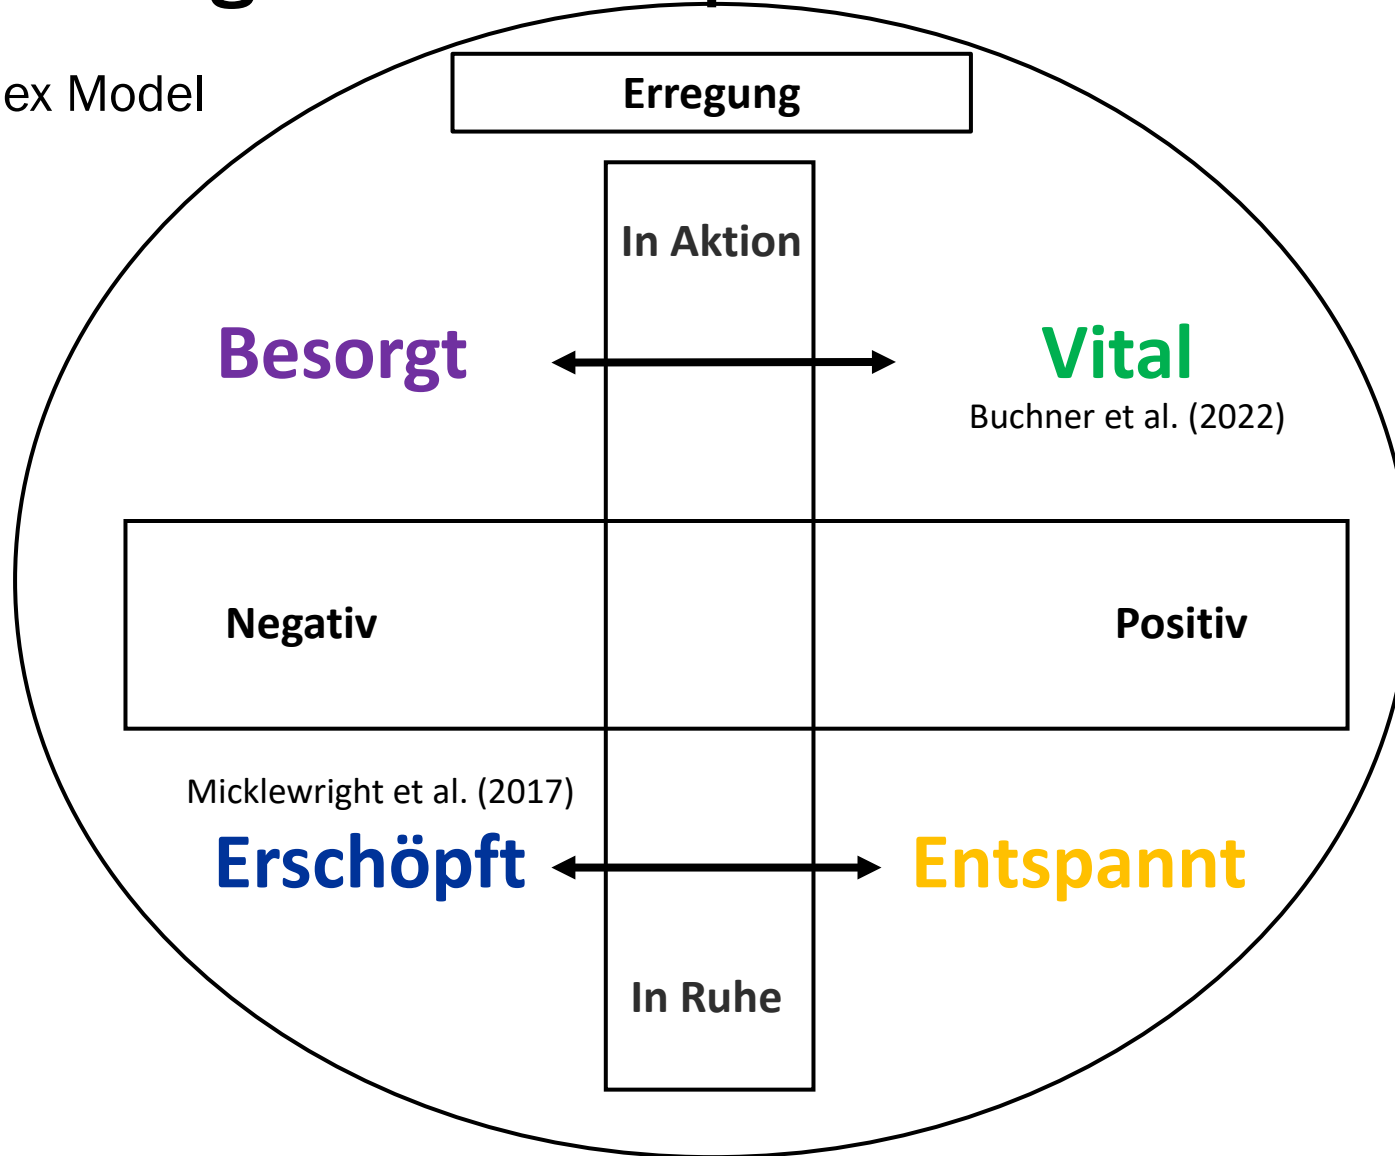 ex Model
Erregung
In Aktion
Besorgt
Vital
Buchner et al. (2022)
Negativ
Positiv
Micklewright et al. (2017)
Erschöpft
Entspannt
In Ruhe